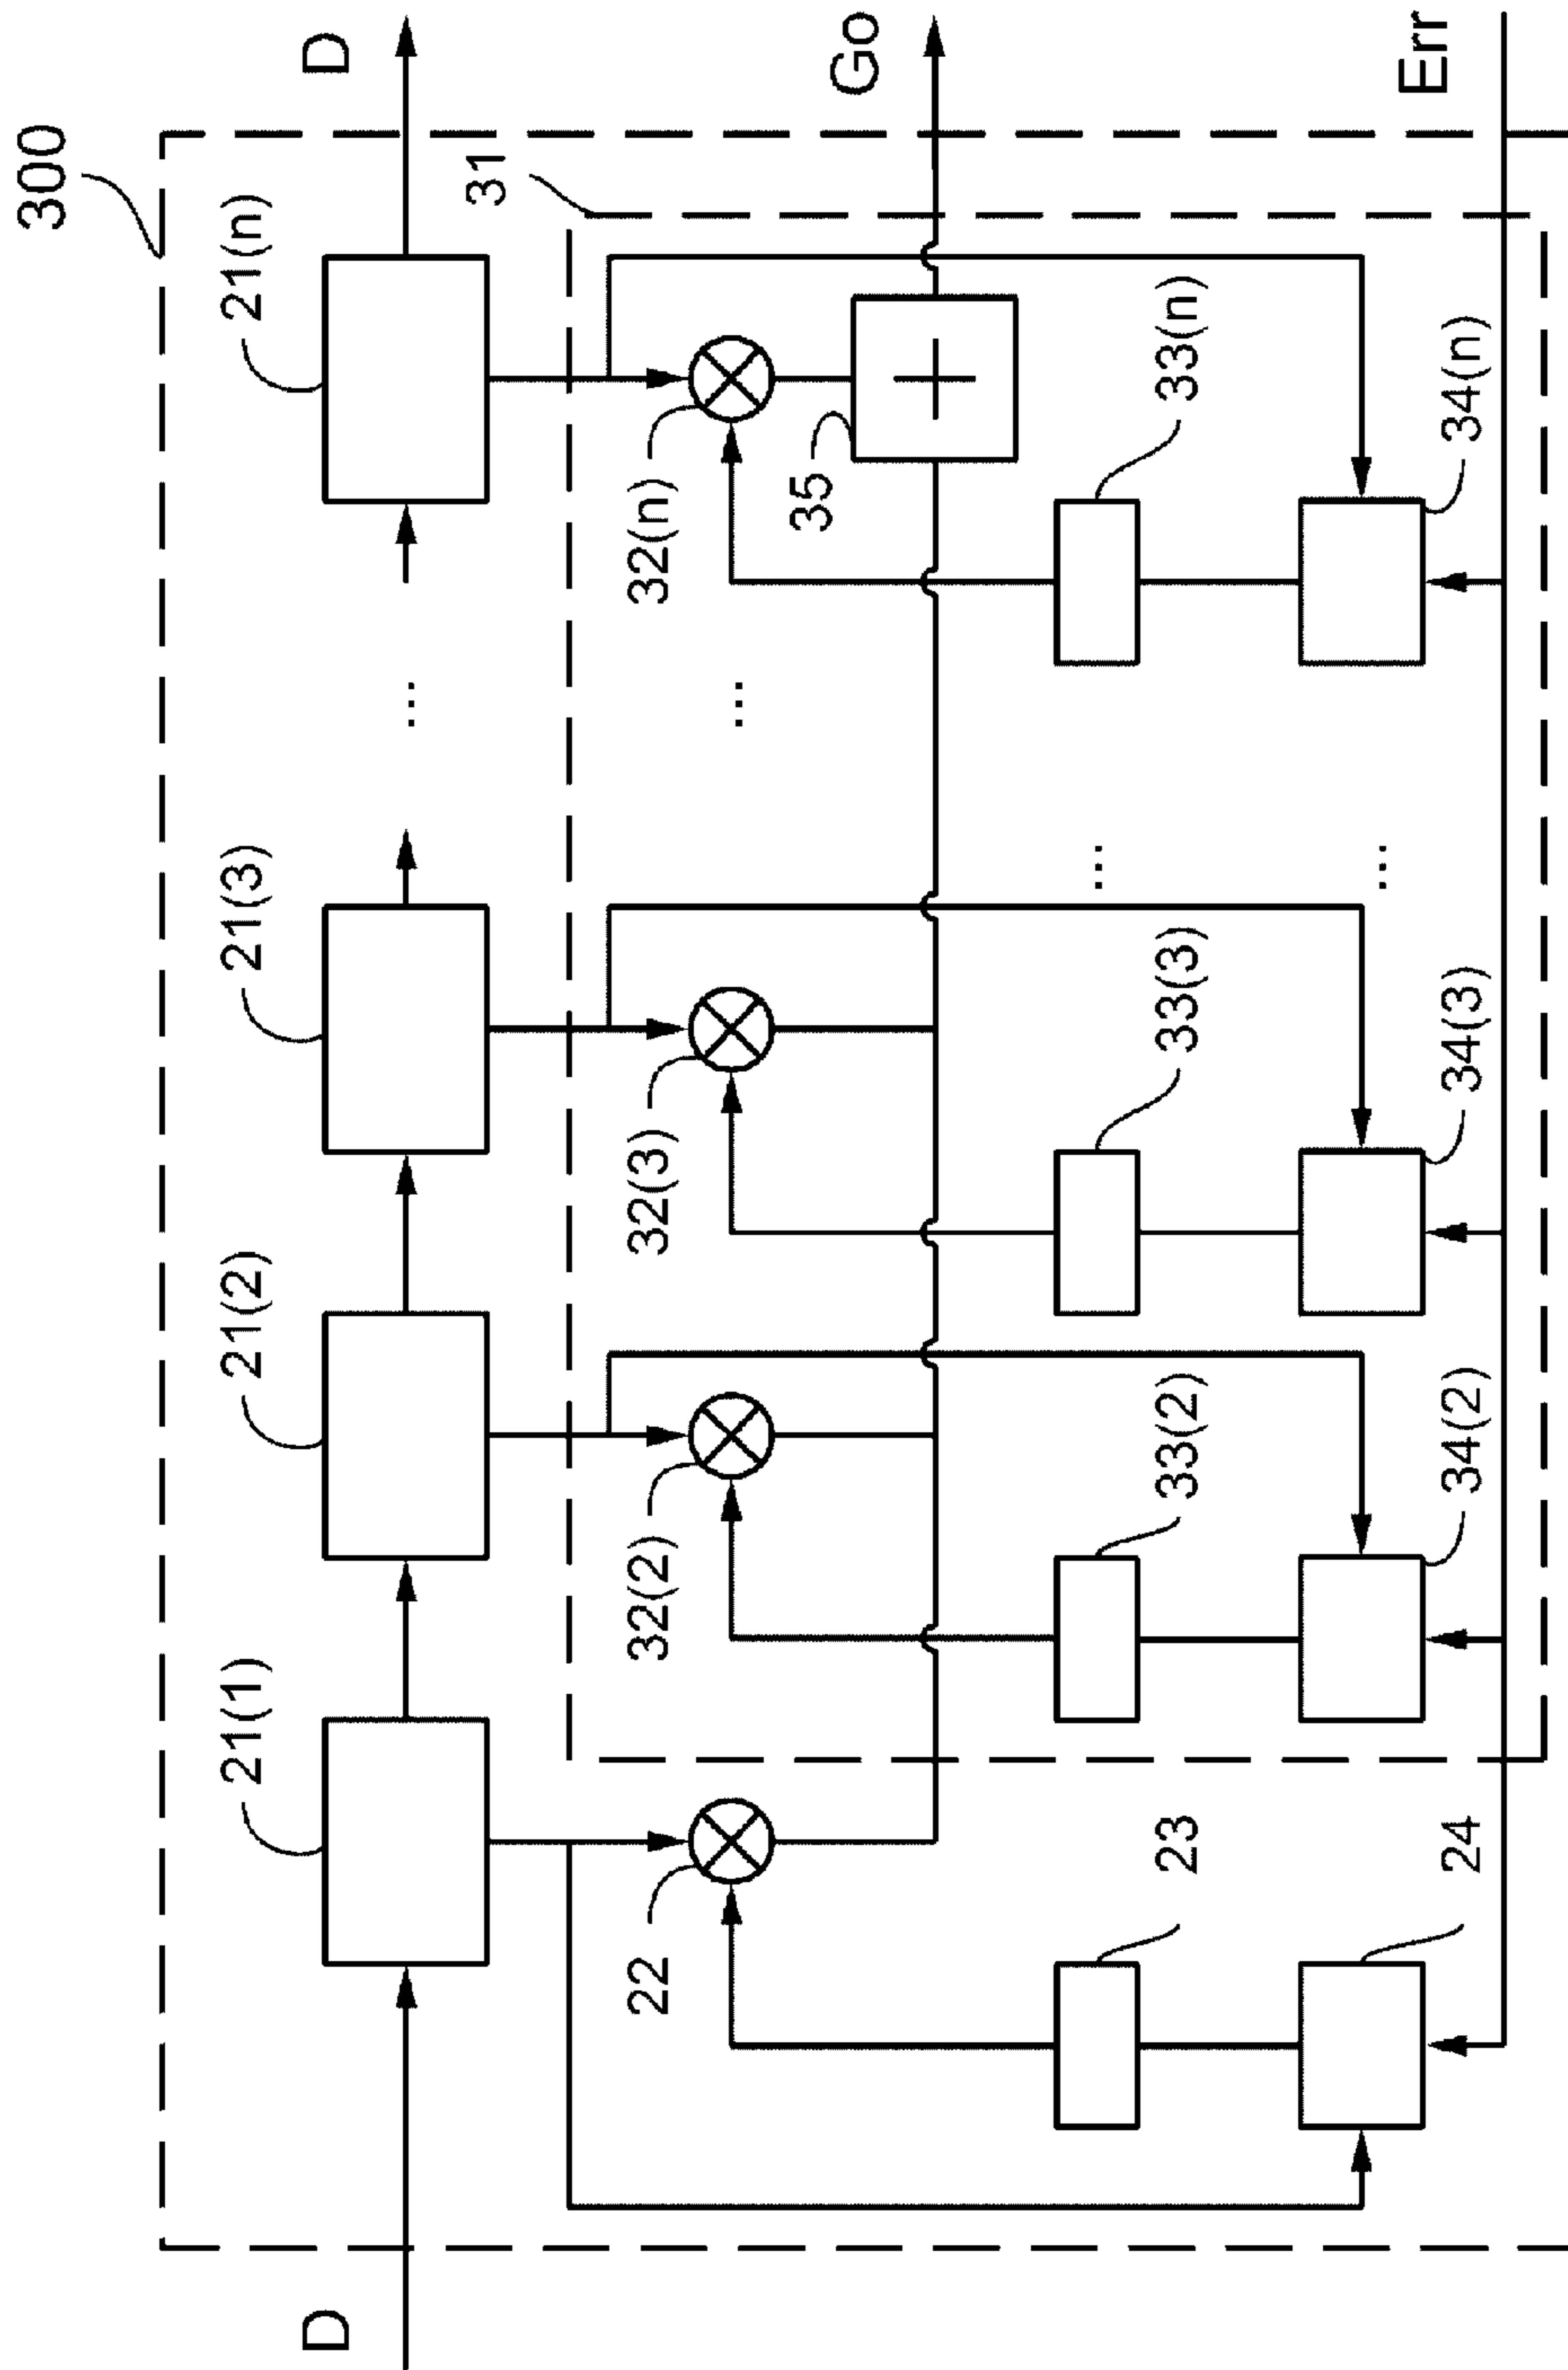 300
21(1)
21(2)
21(3)
...
21(n)
D
D
31
22
32(2)
32(3)
...
32(n)
35
Go
23
33(2)
33(3)
...
33(n)
24
34(2)
34(3)
...
34(n)
Err